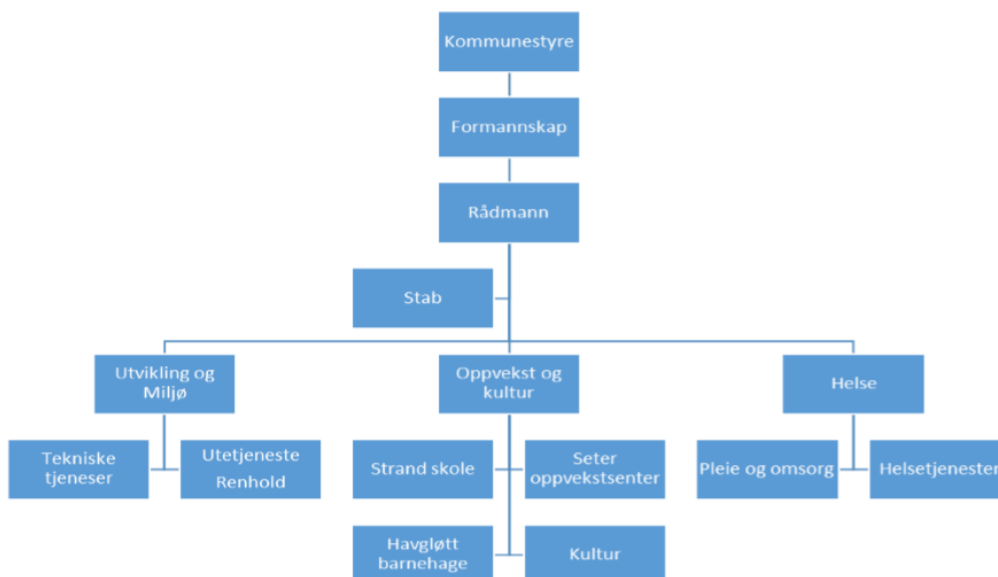 Kommunestyre
Formannskap
Rådmann
Stab
Utvikling og
Miljø
Oppvekst og
kultur
Helse
Tekniske
tjeneser
Utetjeneste
Renhold
Strand skole
Seter
oppvekstsenter
Pleie og omsorg
Helsetjenester
Havgløtt
barnehage
Kultur